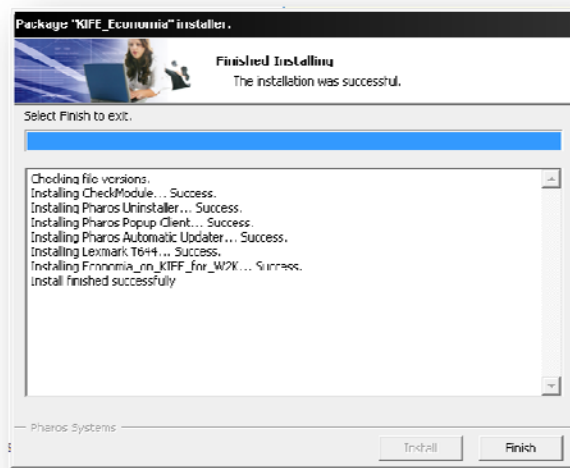 Package "KIFE_Economia" installer.
Finished Installing
The installation was successful.
Select Finish to exit.
Checking file versions.
Installing CheckModule... Success.
Installing Pharos Uninstaller... Success.
Installing Pharos Popup Client... Success.
Installing Pharos Automatic Updater... Success.
Installing Lexmark T644... Success.
Installing Economia_on_KIFE_for_W2K... Success.
Install finished successfully
Pharos Systems
Install
Finish